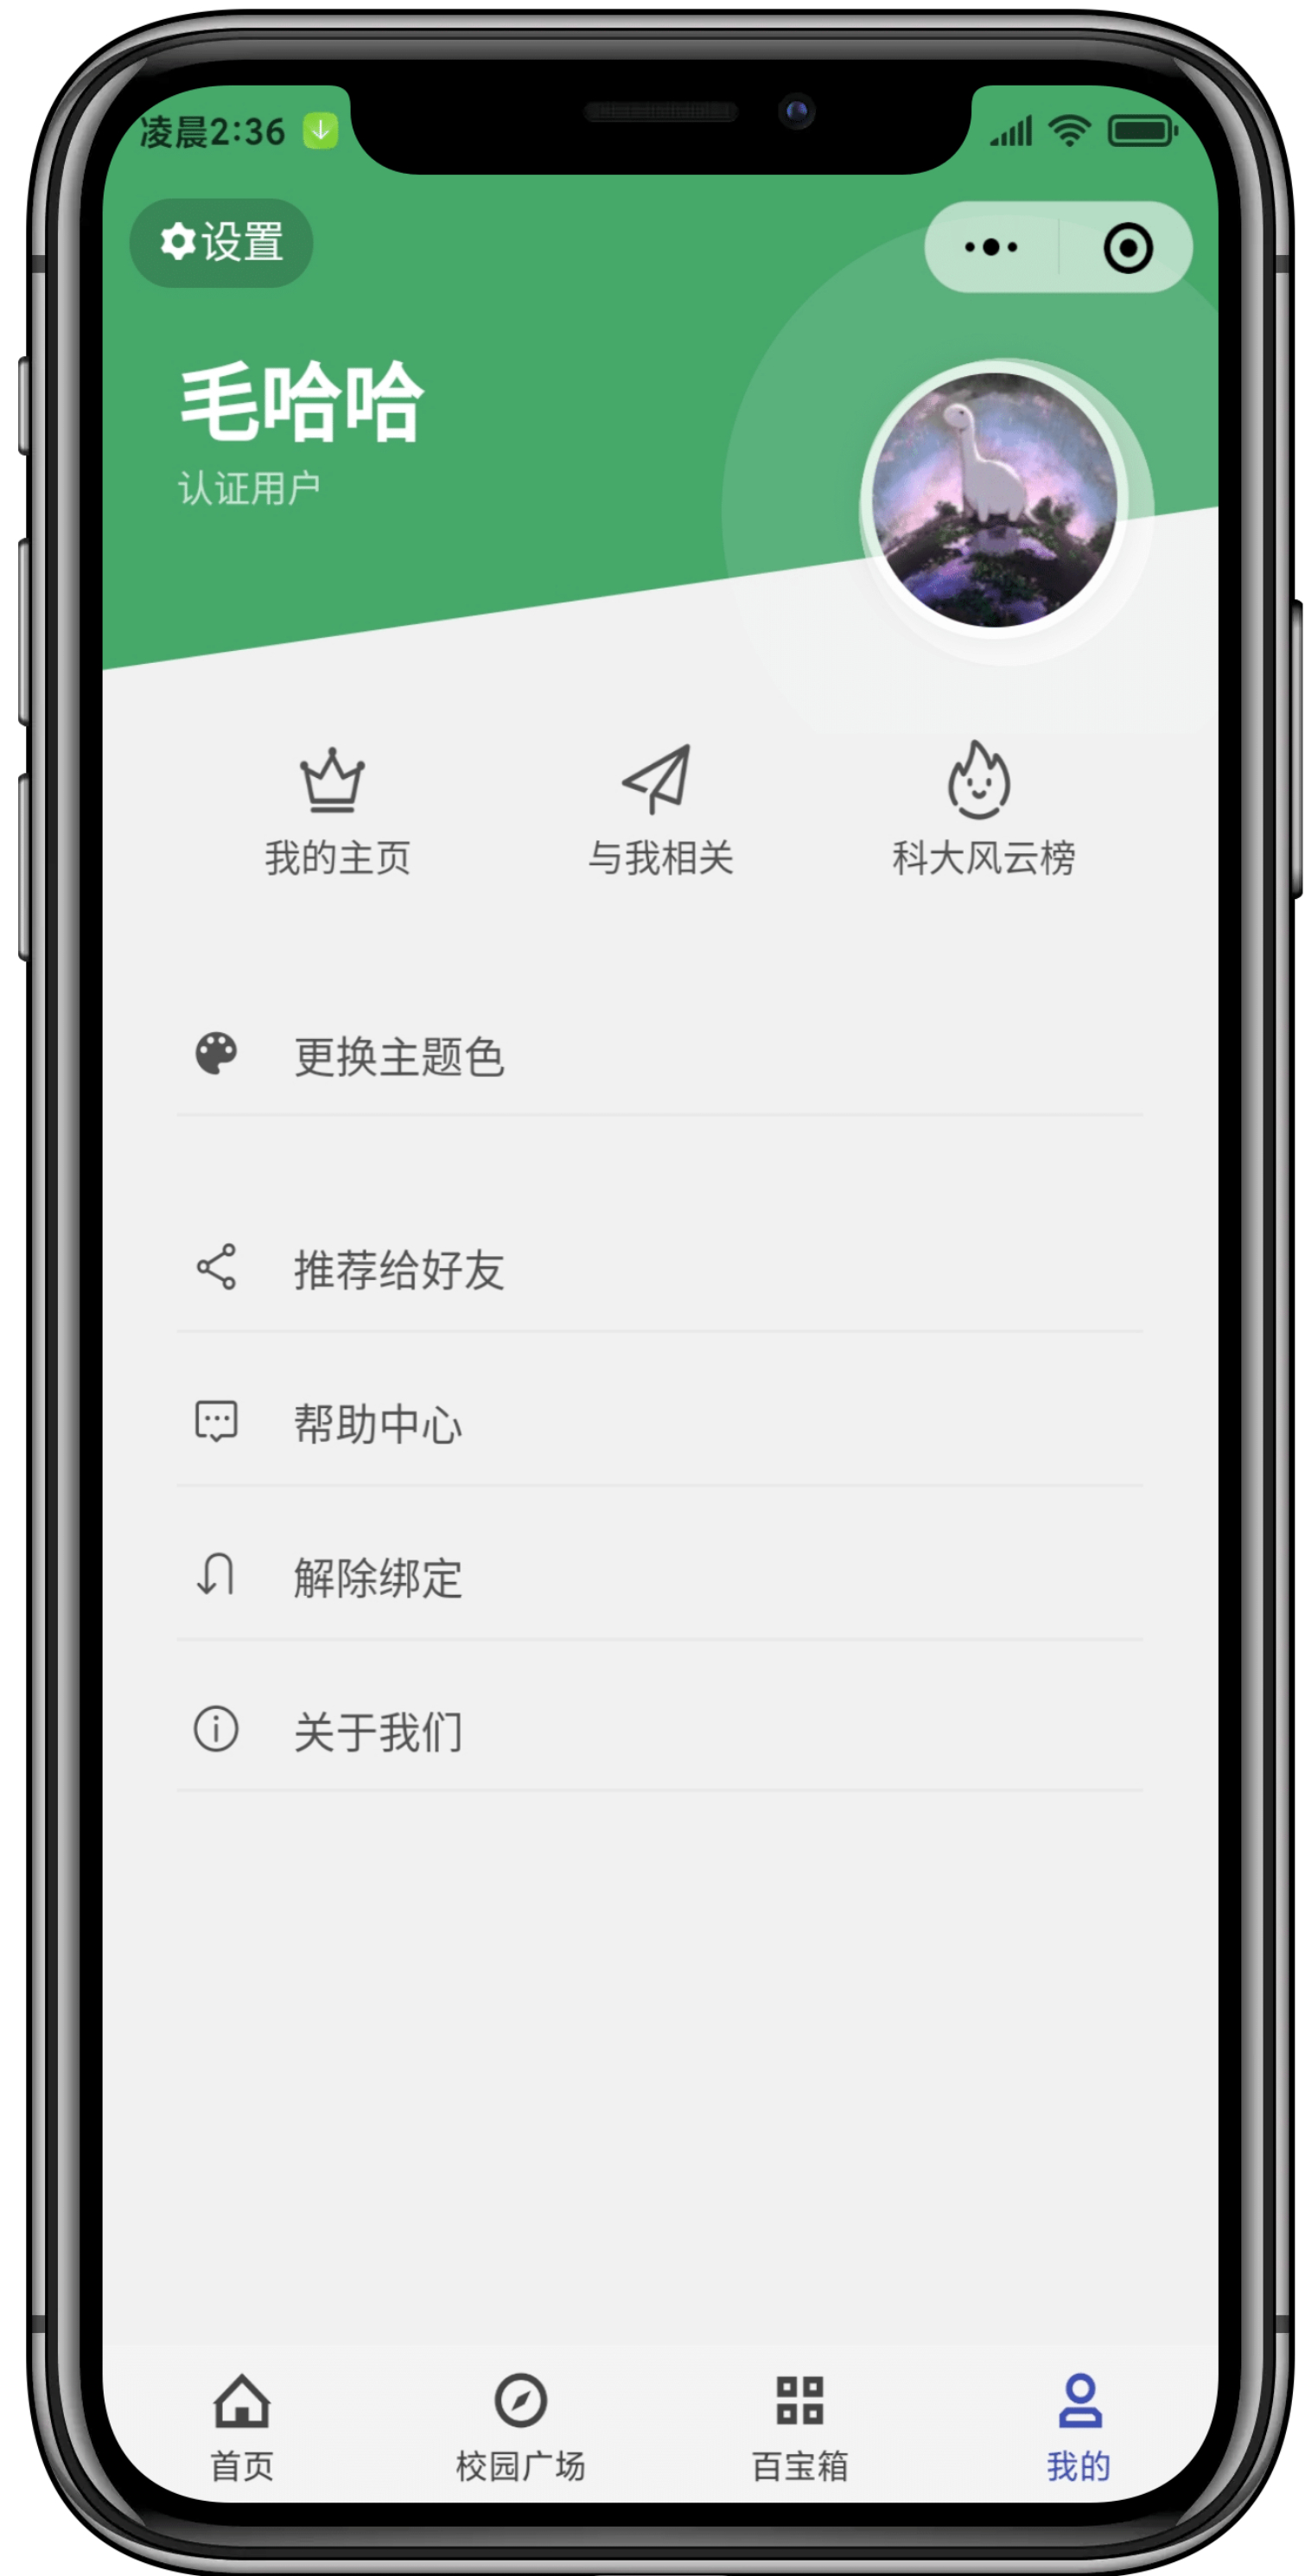 凌晨2:36
设置
毛哈哈
认证用户
我的主页 与我相关 科大风云榜
更换主题色
推荐给好友
帮助中心
解除绑定
关于我们
首页 校园广场 百宝箱 我的